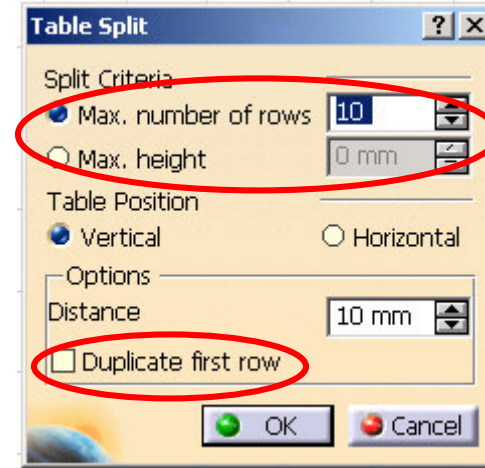 Table Split
? X
Split Criteria
Max. number of rows 10
Max. height 0 mm
Table Position
Vertical Horizontal
Options
Distance 10 mm
Duplicate first row
OK Cancel